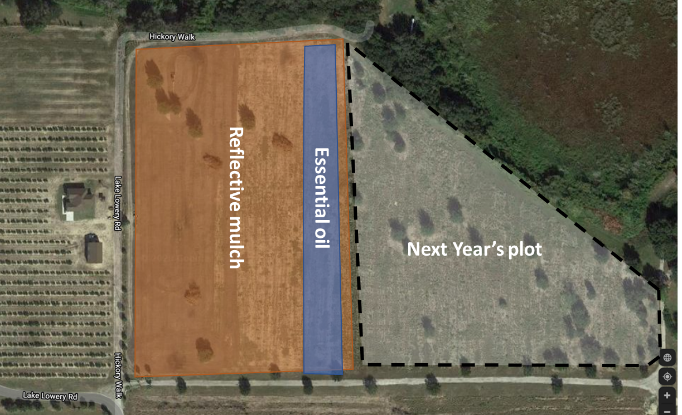 Hickory Walk
Reflective mulch
Essential oil
Next Year's plot
Lake Lowery Rd
Hickory Walk
Lake Lowery Rd